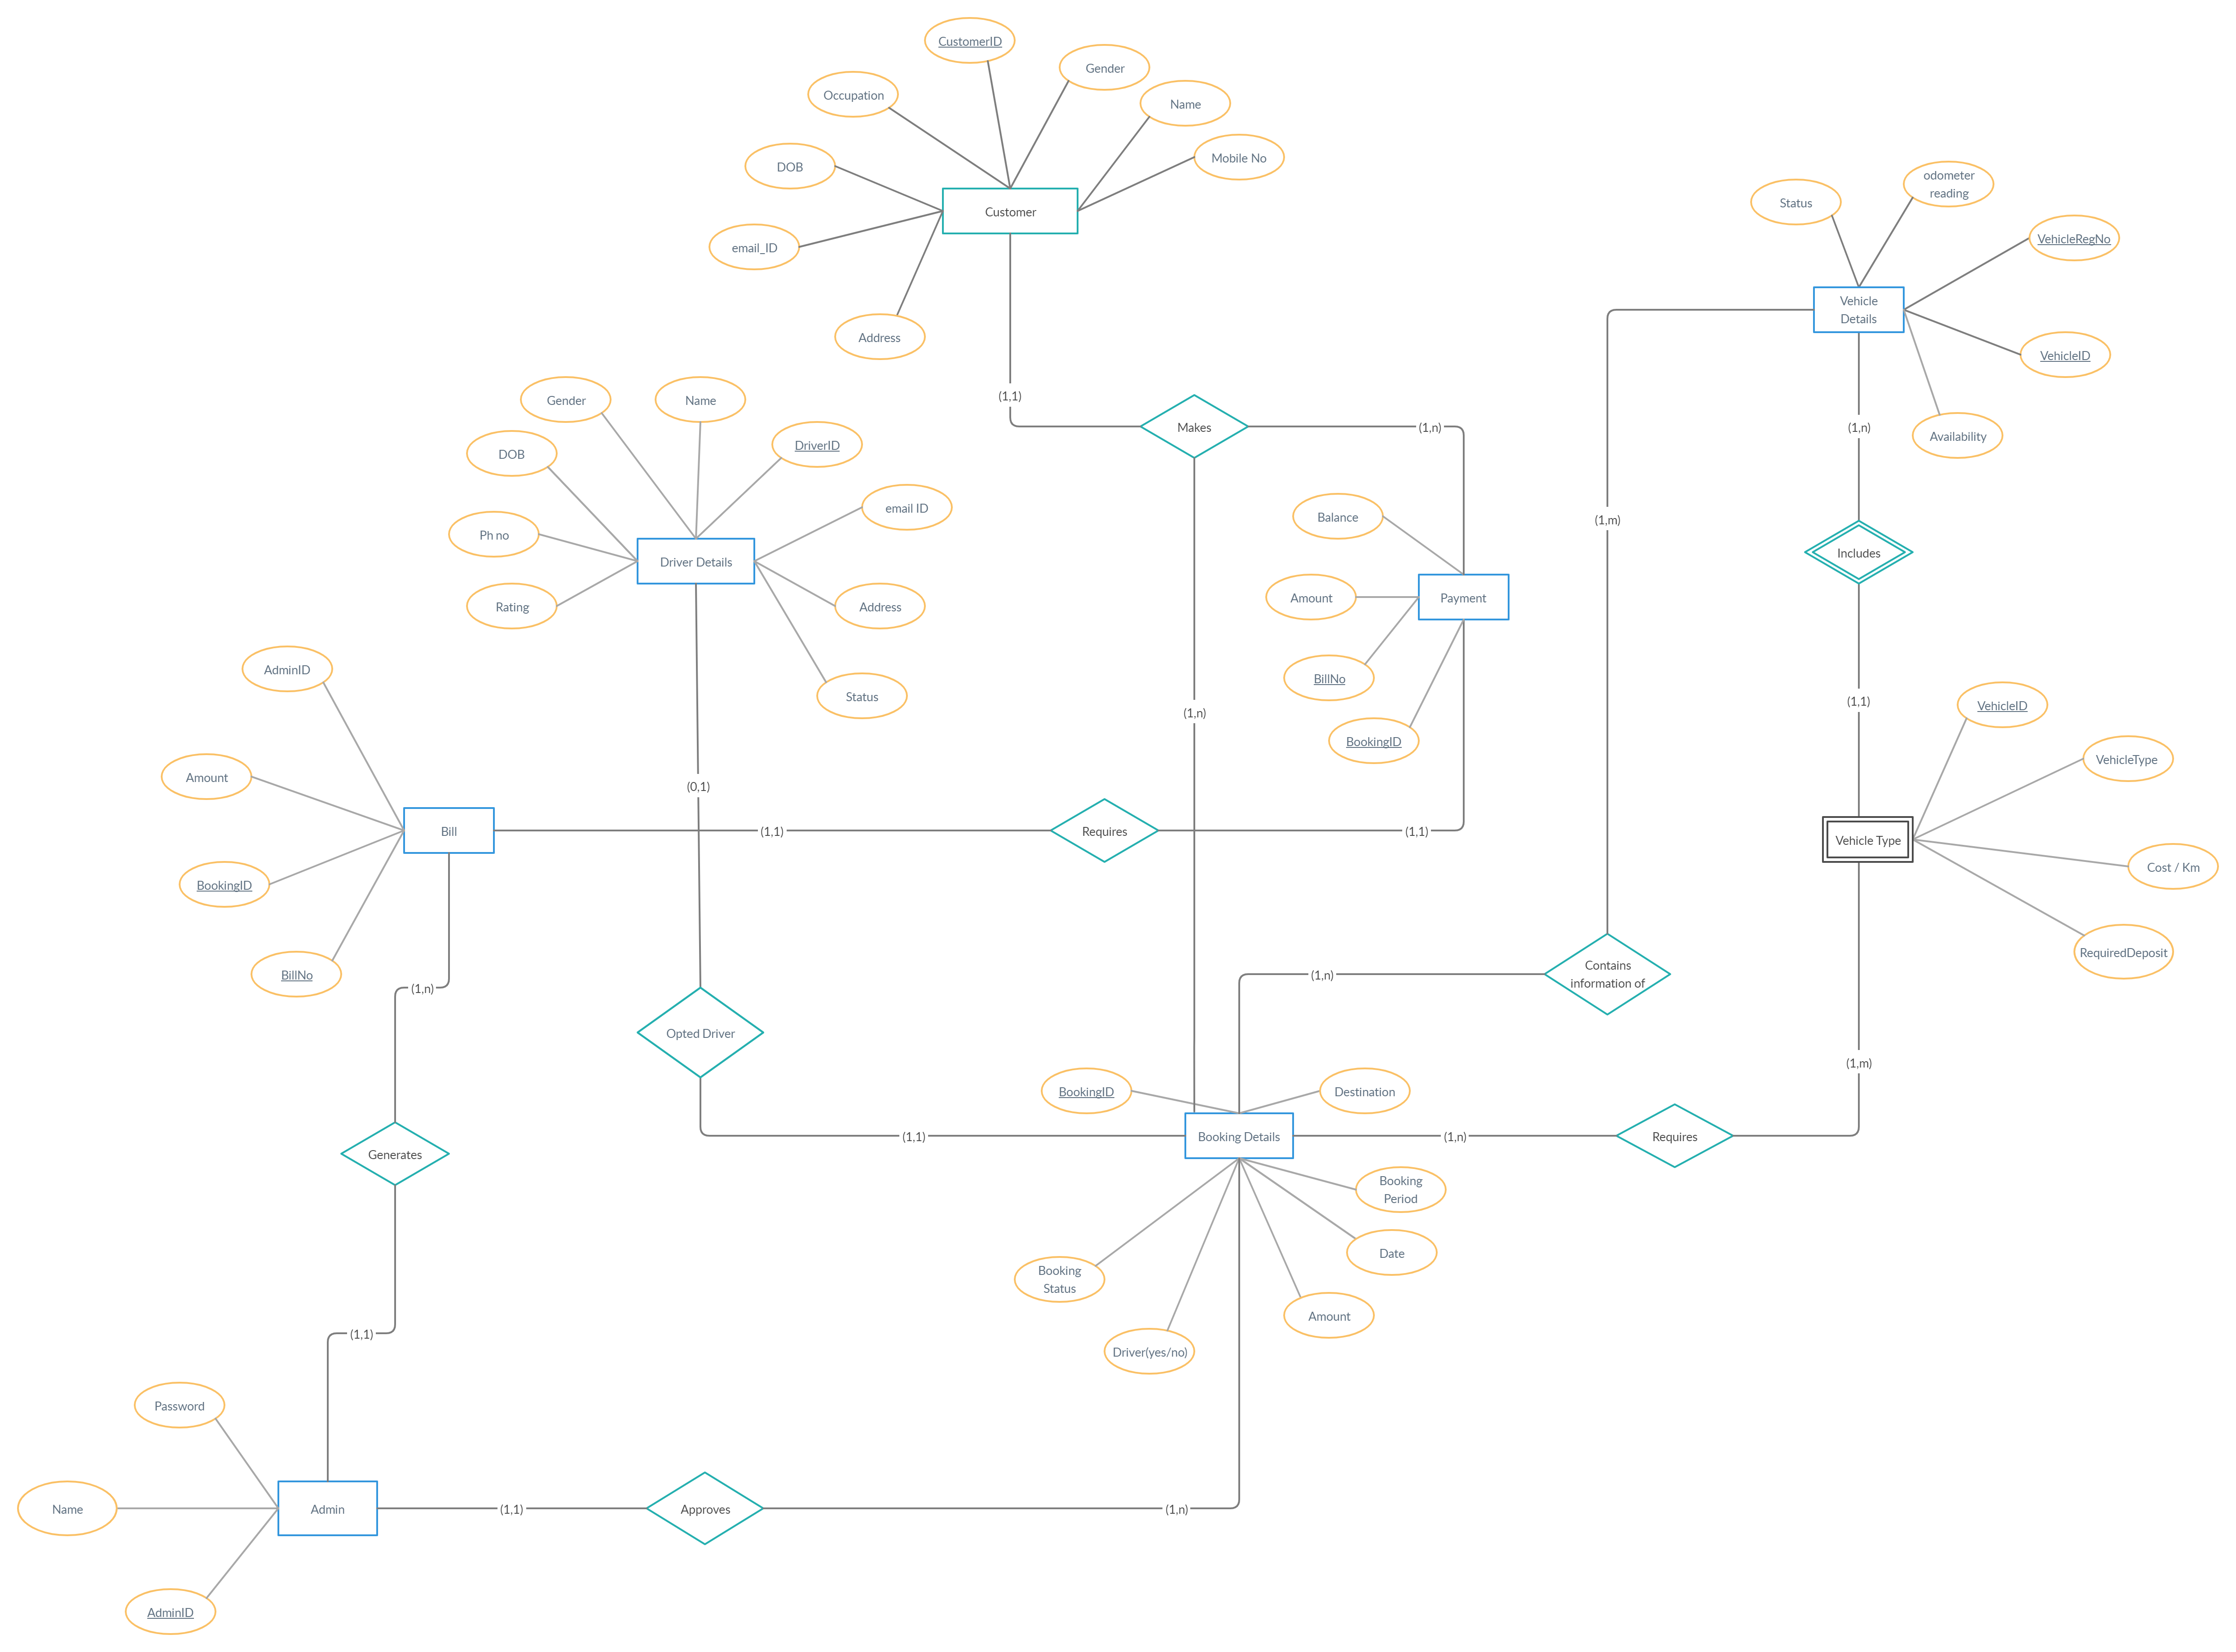 CustomerID
Gender
Occupation
Name
Mobile No
DOB
Customer
email_ID
Address
odometer
reading
Status
VehicleRegNo
Vehicle
Details
VehicleID
Availability
(1,1)
Makes
(1,n)
(1,n)
Gender
Name
DriverID
DOB
email ID
Ph no
Driver Details
Rating
Address
Status
Balance
Amount
Payment
BillNo
BookingID
(1,m)
Includes
(1,n)
(1,1)
AdminID
Amount
Bill
BookingID
BillNo
(0,1)
(1,1)
Requires
(1,1)
VehicleID
VehicleType
Vehicle Type
Cost / Km
RequiredDeposit
(1,n)
Contains
information of
(1,n)
Opted Driver
(1,m)
BookingID
Destination
(1,1)
Booking Details
(1,n)
Requires
Generates
Booking
Period
Date
Booking
Status
Amount
Driver(yes/no)
(1,1)
Password
Name
Admin
(1,1)
Approves
(1,n)
AdminID